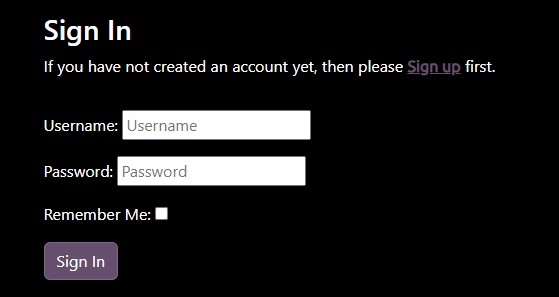 Sign In
If you have not created an account yet, then please Sign up first.
Username: Username
Password: Password
Remember Me:
Sign In